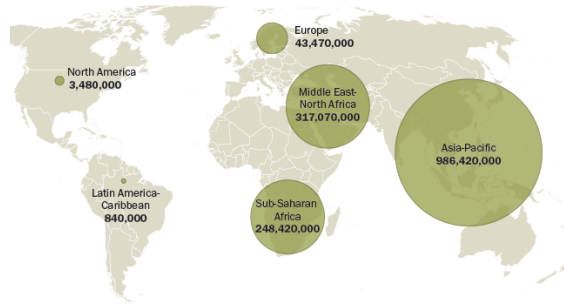 Europe
43,470,000
North America
3,480,000
Middle East-
North Africa
317,070,000
Asia-Pacific
986,420,000
Latin America-
Caribbean
840,000
Sub-Saharan
Africa
248,420,000